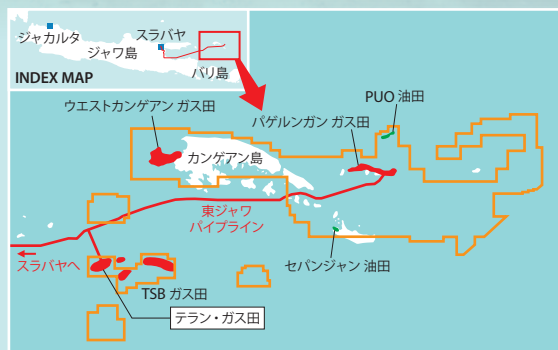 ジャカルタ
スラバヤ
ジャワ島
バリ島
INDEX MAP
ウエストカンゲアン ガス田
カンゲアン島
パゲルンガン ガス田
PUO 油田
東ジャワ
パイプライン
スラバヤへ
TSB ガス田
テラン・ガス田
セパンジャン 油田